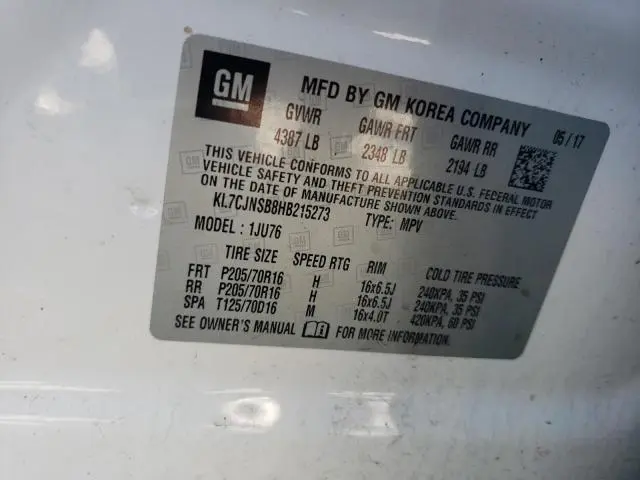 GM
MFD BY GM KOREA COMPANY 05/17
GVWR GAWR FRT GAWR RR
4387 LB 2348 LB 2194 LB
THIS VEHICLE CONFORMS TO ALL APPLICABLE U.S. FEDERAL MOTOR
VEHICLE SAFETY AND THEFT PREVENTION STANDARDS IN EFFECT
ON THE DATE OF MANUFACTURE SHOWN ABOVE.
KL7CJNSB8HB215273 TYPE: MPV
MODEL: 1JU76
TIRE SIZE SPEED RTG RIM COLD TIRE PRESSURE
FRT P205/70R16 H 16x6.5J 240KPA, 35 PSI
RR P205/70R16 H 16x6.5J 240KPA, 35 PSI
SPA T125/70D16 M 16x4.0T 420KPA, 60 PSI
SEE OWNER'S MANUAL FOR MORE INFORMATION.